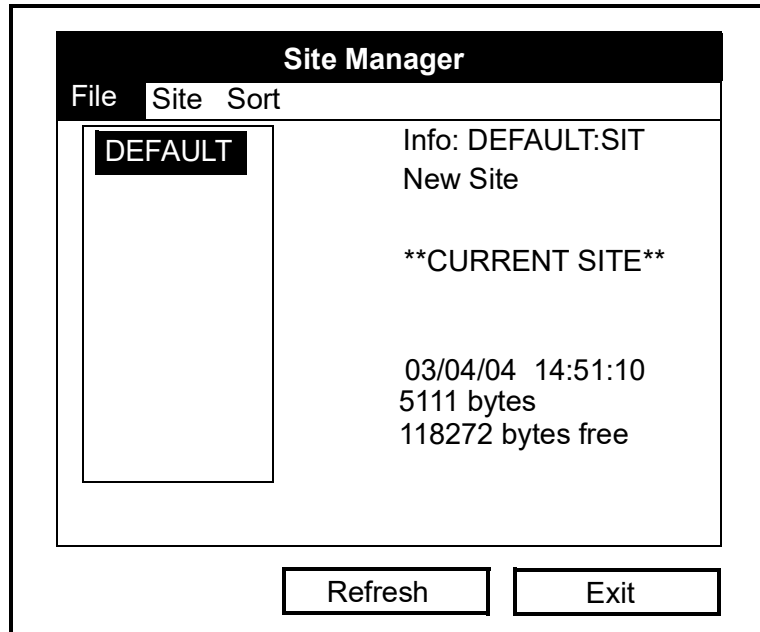 Site Manager
File Site Sort
DEFAULT
Info: DEFAULT:SIT
New Site
**CURRENT SITE**
03/04/04 14:51:10
5111 bytes
118272 bytes free
Refresh
Exit